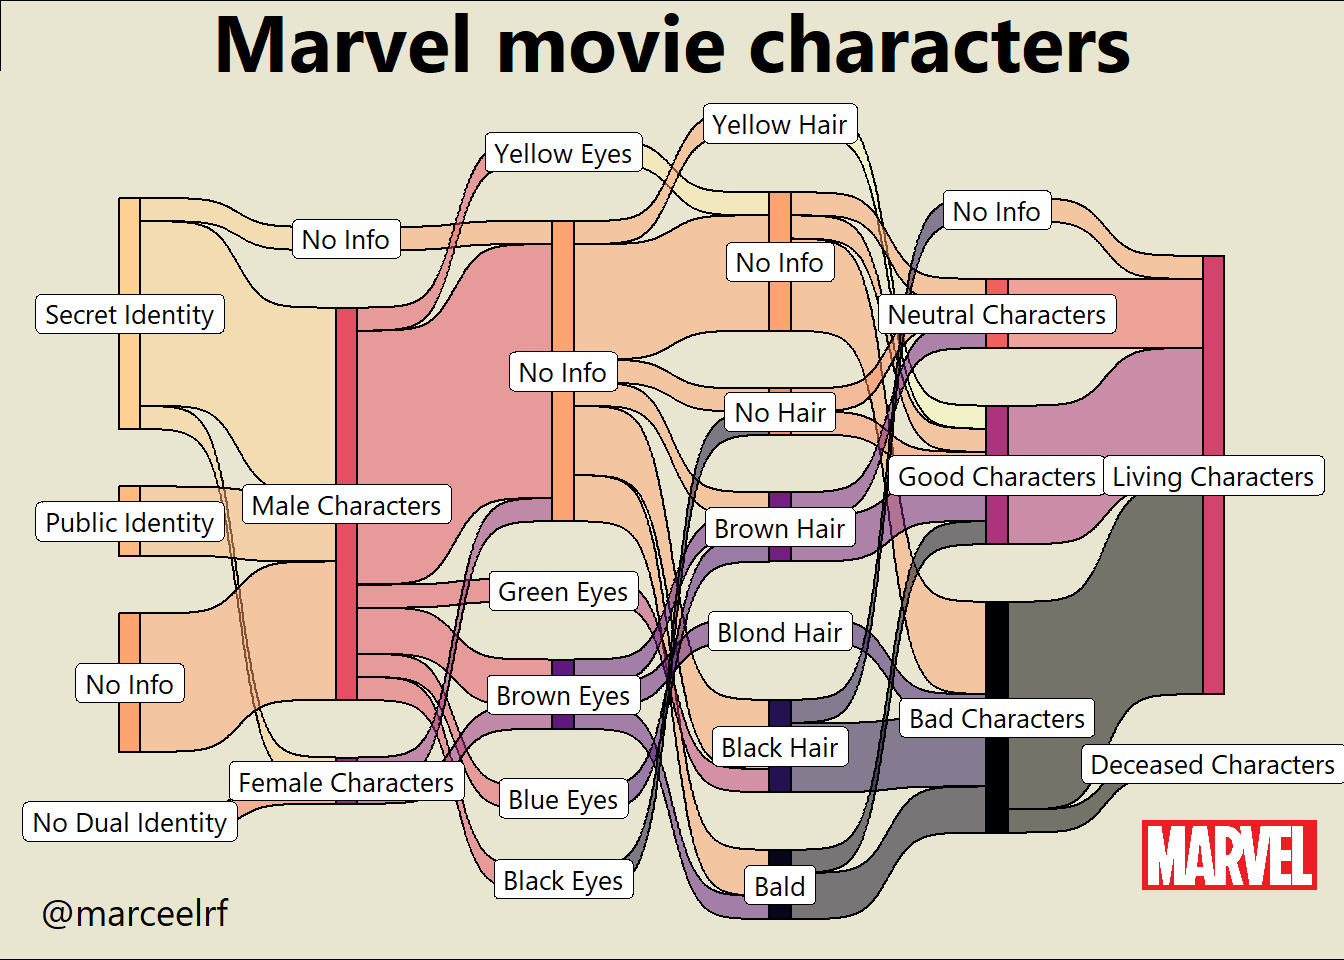 Marvel movie characters
Secret Identity
Public Identity
No Info
No Dual Identity
No Info
Male Characters
Female Characters
Yellow Eyes
No Info
Green Eyes
Brown Eyes
Blue Eyes
Black Eyes
Yellow Hair
No Info
No Hair
Brown Hair
Blond Hair
Black Hair
Bald
No Info
Neutral Characters
Good Characters
Bad Characters
Living Characters
Deceased Characters
MARVEL
@marceelrf